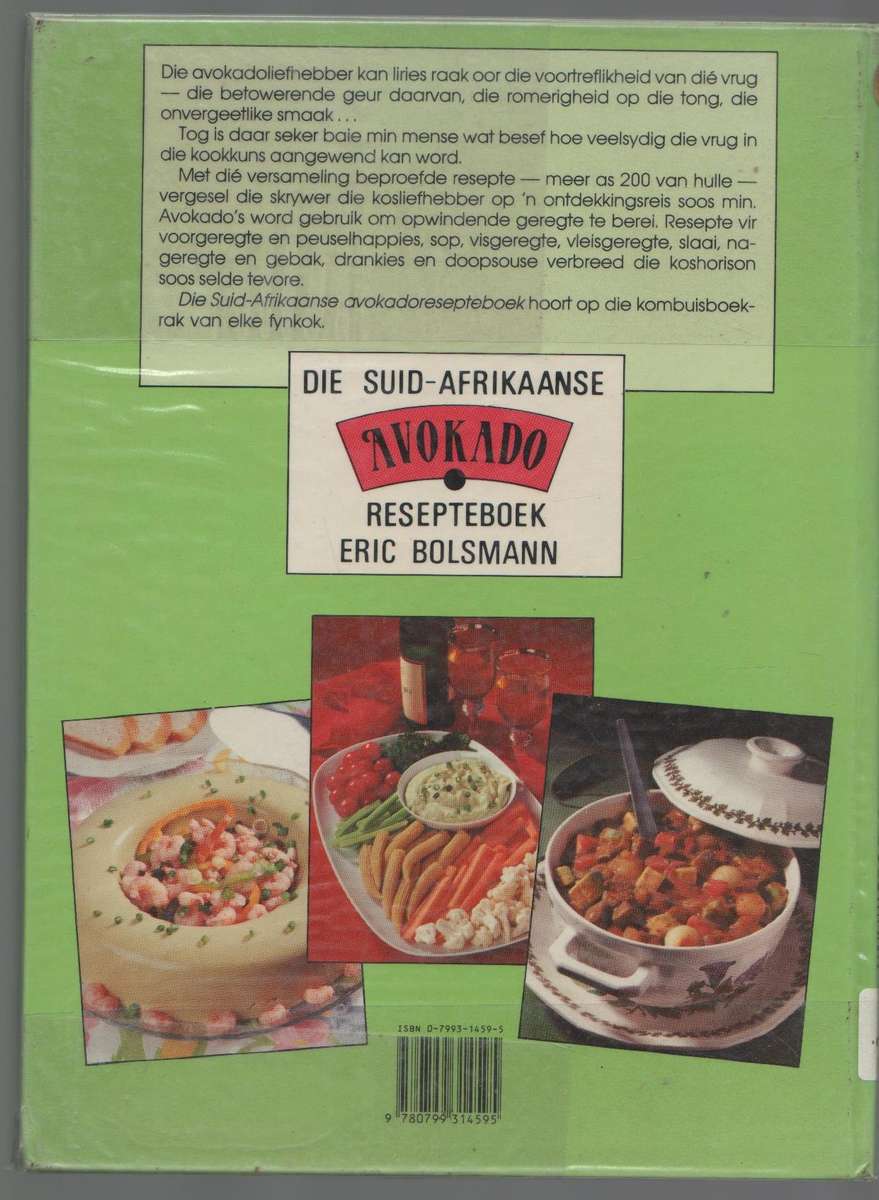 Die avokadoliefhebber kan liries raak oor die voortreflikheid van dié vrug
— die betowerende geur daarvan, die romerigheid op die tong, die
onvergeetlike smaak . . .
Tog is daar seker baie min mense wat besef hoe veelsydig die vrug in
die kookkuns aangewend kan word.
Met dié versameling beproefde resepte — meer as 200 van hulle —
vergesel die skrywer die kosliefhebber op 'n ontdekkingsreis soos min.
Avokado's word gebruik om opwindende geregte te berei. Resepte vir
voorgeregte en peuselhappies, sop, visgeregte, vleisgeregte, slaai, na-
geregte en gebak, drankies en doopsouse verbreed die koshorison
soos selde tevore.
Die Suid-Afrikaanse avokadoresepteboek hoort op die kombuisboek-
rak van elke fynkok.
DIE SUID-AFRIKAANSE
AVOKADO
RESEPTEBOEK
ERIC BOLSMANN
ISBN 0-7993-1459-5
9 780799 314595